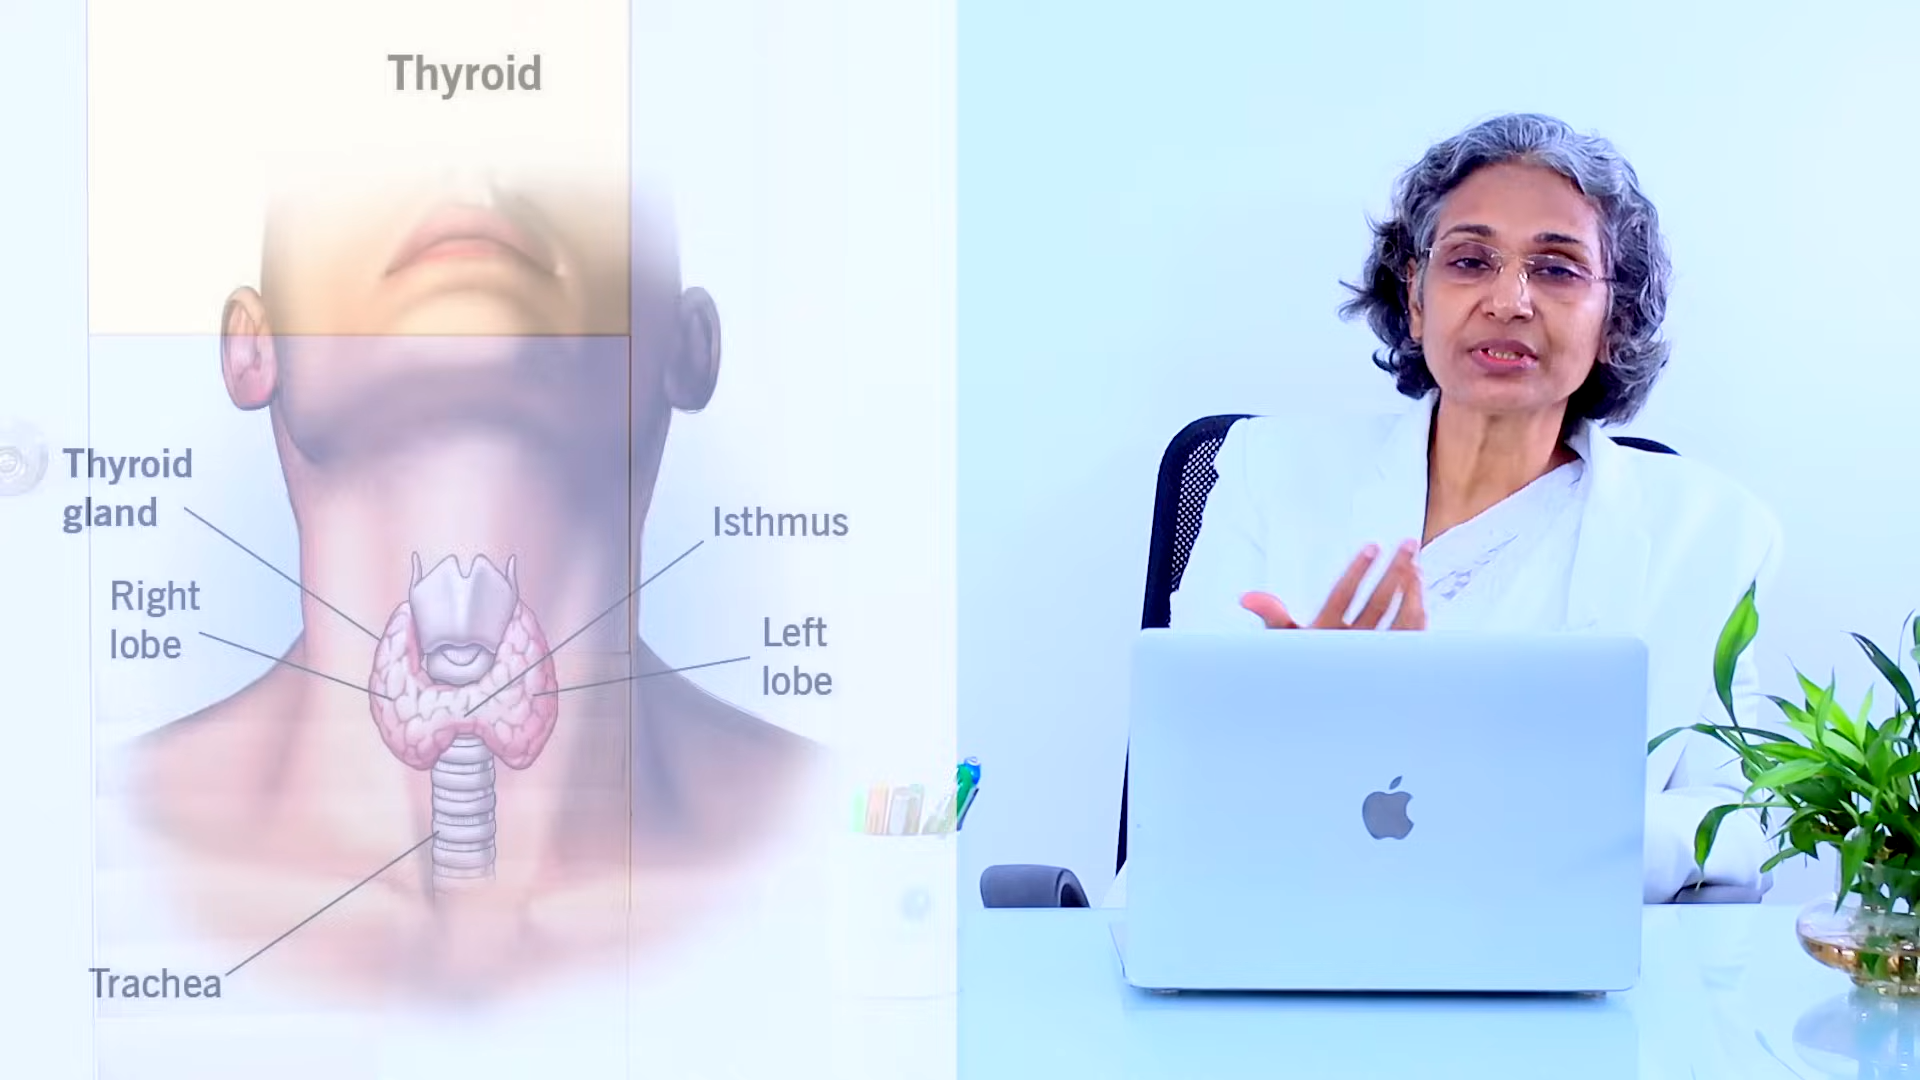 Thyroid
Thyroid
gland
Isthmus
Right
lobe
Left
lobe
Trachea